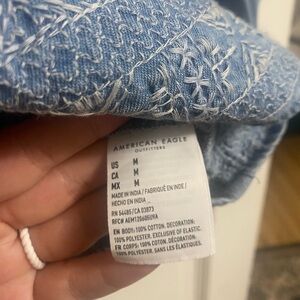 AMERICAN EAGLE
OUTFITTERS
US M
CA M
MX M
MADE IN INDIA / FABRIQUÉ EN INDE/
HECHO EN INDIA
RN 54485/CA 03873
EN BODY: 100% COTTON. DECORATION:
100% POLYESTER. EXCLUSIVE OF ELASTIC.
FR CORPS: 100% COTON. DÉCORATION:
100% POLYESTER. SANS LES ÉLASTIQUES.